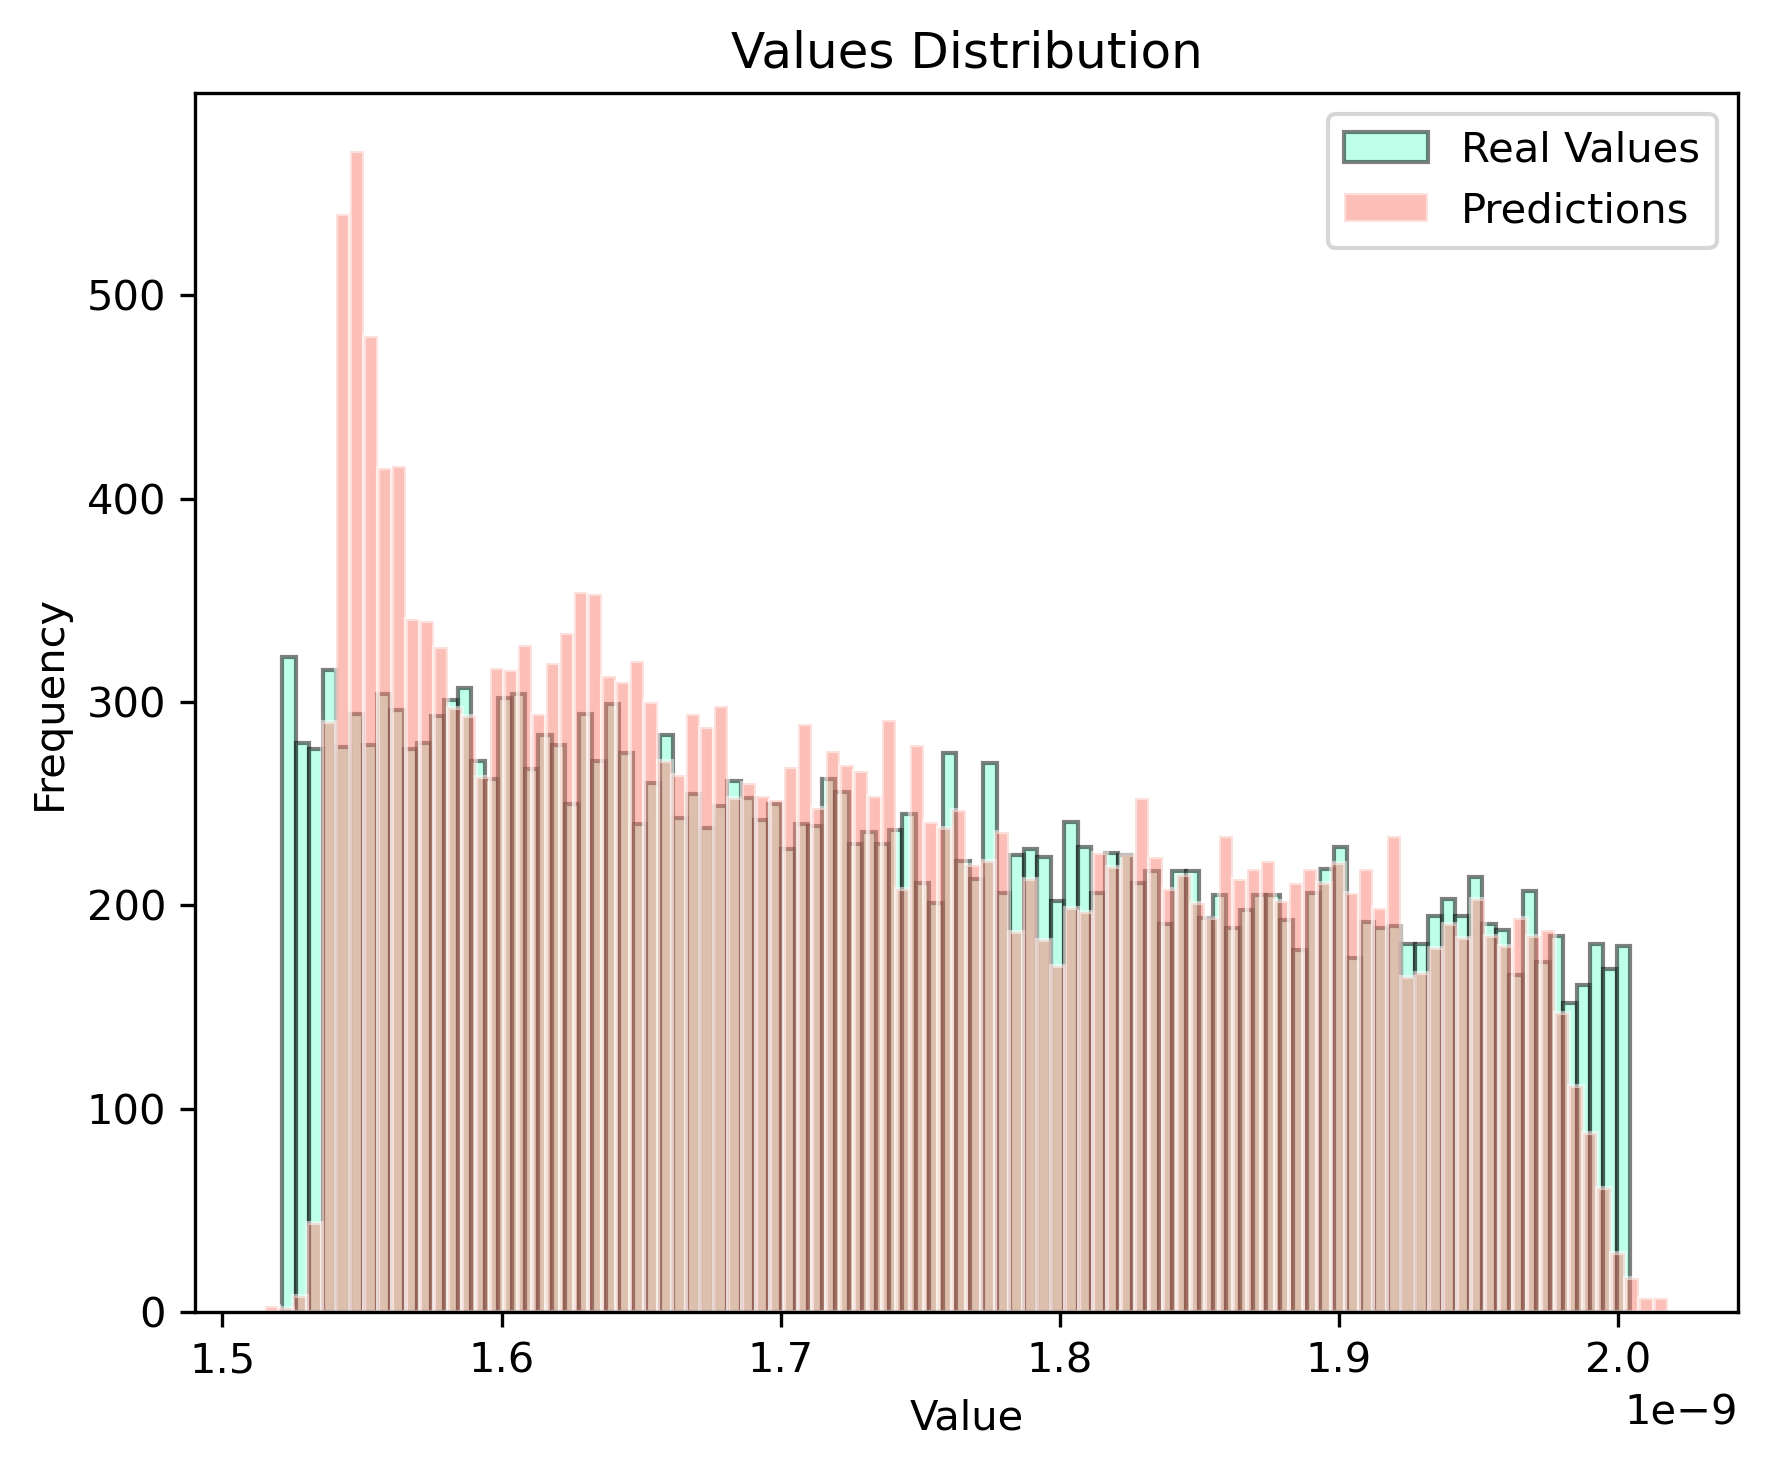 Values Distribution
Real Values
Predictions
Frequency
500
400
300
200
100
0
1.5 1.6 1.7 1.8 1.9 2.0
1e−9
Value